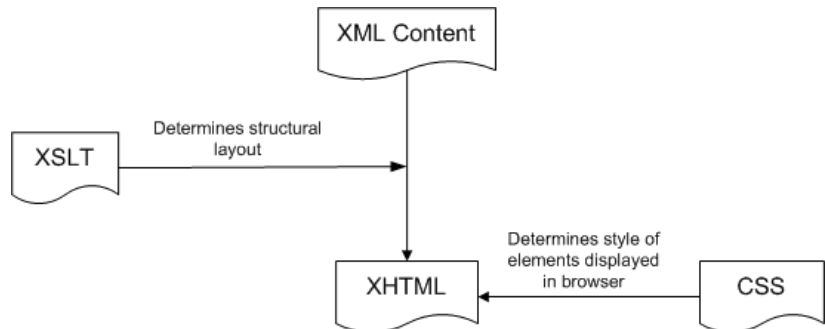 XML Content
Determines structural
layout
XSLT
Determines style of
elements displayed
in browser
XHTML
CSS